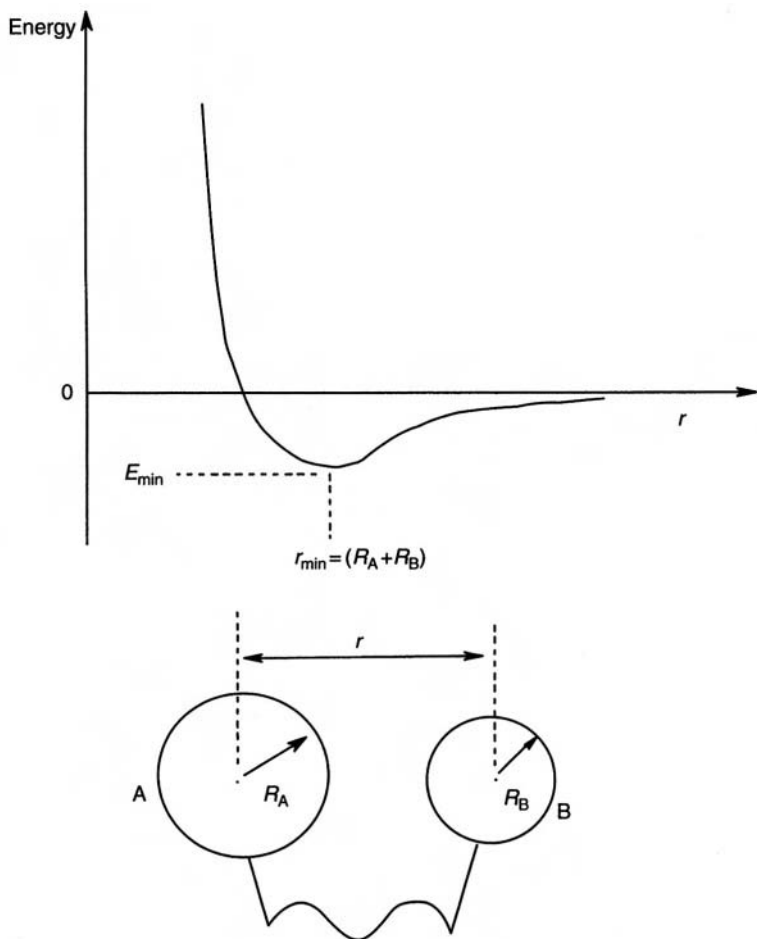 Energy
0
r
E_min
r_min = (R_A + R_B)
r
A
R_A
R_B
B